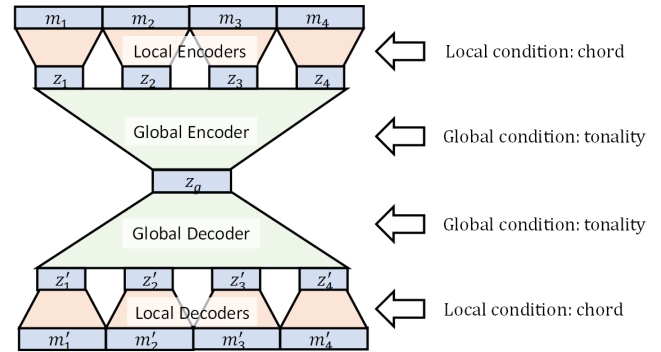 m₁ m₂ m₃ m₄
Local Encoders
Local condition: chord
z₁ z₂ z₃ z₄
Global Encoder
Global condition: tonality
z_g
Global Decoder
Global condition: tonality
z′₁ z′₂ z′₃ z′₄
Local Decoders
Local condition: chord
m′₁ m′₂ m′₃ m′₄